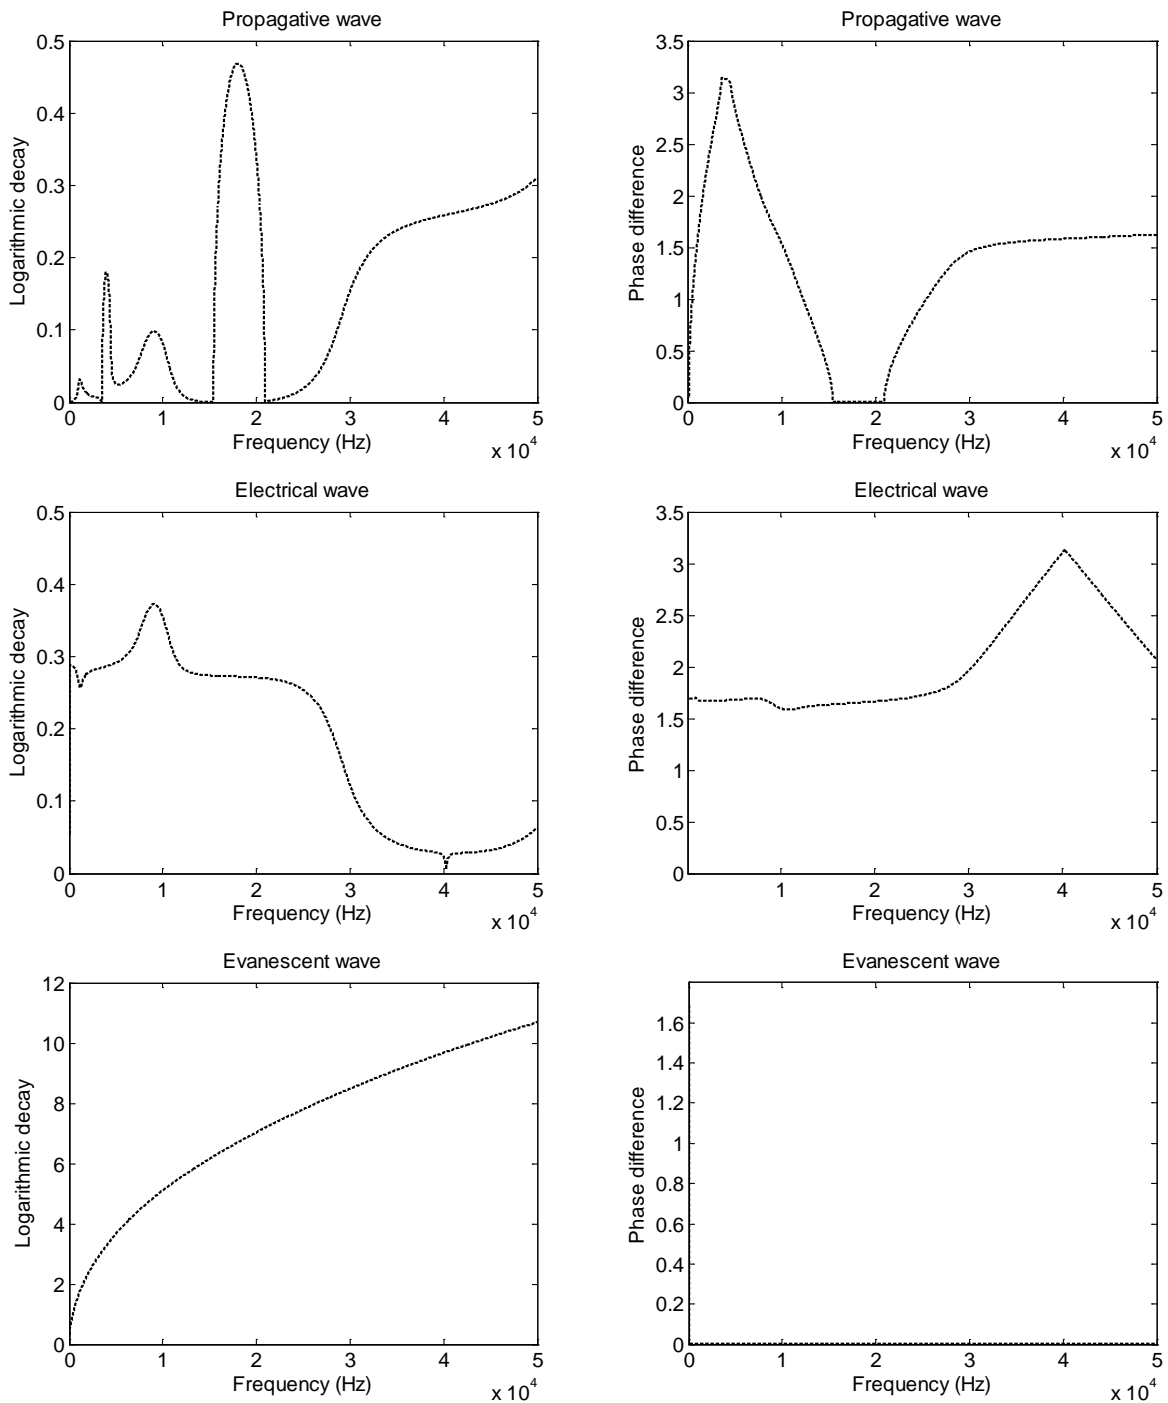 Propagative wave
0.5
0.4
0.3
0.2
0.1
0
Logarithmic decay
0 1 2 3 4 5
Frequency (Hz)
x 10^4
Propagative wave
3.5
3
2.5
2
1.5
1
0.5
0
Phase difference
0 1 2 3 4 5
Frequency (Hz)
x 10^4
Electrical wave
0.5
0.4
0.3
0.2
0.1
0
Logarithmic decay
0 1 2 3 4 5
Frequency (Hz)
x 10^4
Electrical wave
3.5
3
2.5
2
1.5
1
0.5
0
Phase difference
0 1 2 3 4 5
Frequency (Hz)
x 10^4
Evanescent wave
12
10
8
6
4
2
0
Logarithmic decay
0 1 2 3 4 5
Frequency (Hz)
x 10^4
Evanescent wave
1.6
1.4
1.2
1
0.8
0.6
0.4
0.2
0
Phase difference
0 1 2 3 4 5
Frequency (Hz)
x 10^4